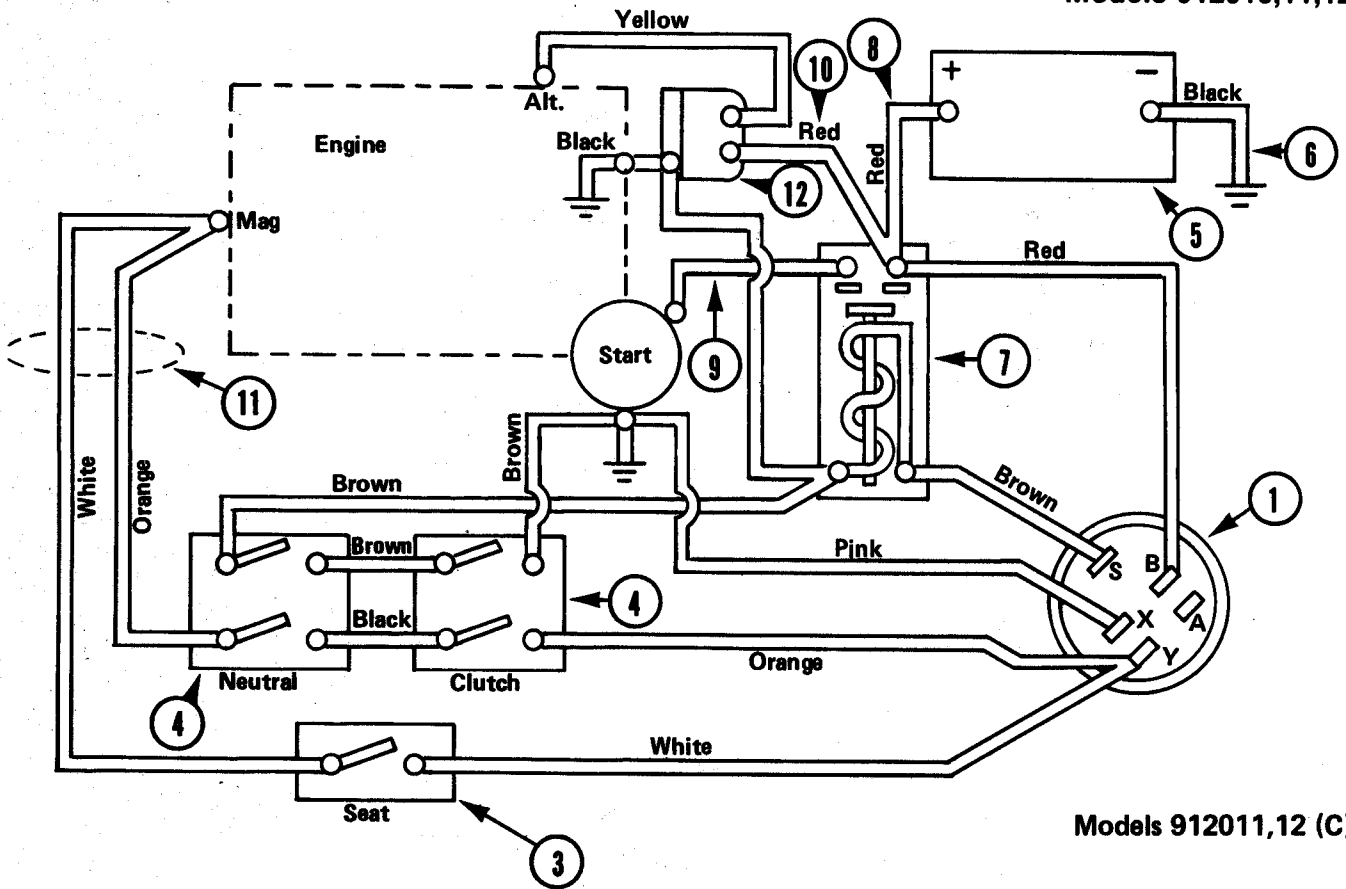 Yellow
8
10
+
−
Alt.
Black
Engine
Black
Red
Red
6
12
Mag
5
Red
Start
9
7
11
Brown
White
Orange
Brown
Brown
1
Brown
Pink
S
B
A
X
Y
4
Black
Orange
Neutral
Clutch
4
White
Seat
3
Models 912011,12 (C